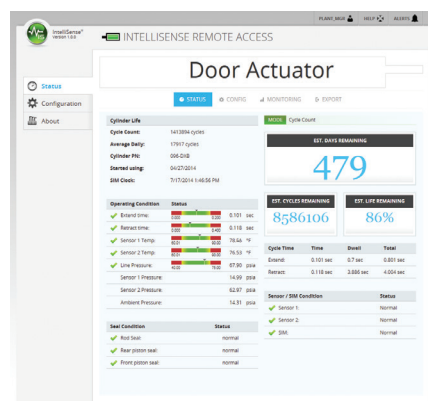 PLANT_MGR HELP ALERTS
IntelliSense®
Version 1.0.0
INTELLISENSE REMOTE ACCESS
Door Actuator
Status
Configuration
About
STATUS CONFIG MONITORING EXPORT
Cylinder Life
Cycle Count: 1413894 cycles
Average Daily: 17917 cycles
Cylinder PN: 096-DXB
Started using: 04/27/2014
SIM Clock: 7/17/2014 1:46:56 PM
MODE Cycle Count
EST. DAYS REMAINING
479
EST. CYCLES REMAINING EST. LIFE REMAINING
8586106 86%
Operating Condition Status
Extend time: 0.101 sec
Retract time: 0.118 sec
Sensor 1 Temp: 78.56 °F
Sensor 2 Temp: 76.53 °F
Line Pressure: 67.90 psia
40.00
Sensor 1 Pressure: 14.99 psia
Sensor 2 Pressure: 62.97 psia
Ambient Pressure: 14.31 psia
Cycle Time Time Dwell Total
Extend: 0.101 sec 0.7 sec 0.801 sec
Retract: 0.118 sec 3.886 sec 4.004 sec
Sensor / SIM Condition Status
Sensor 1: Normal
Sensor 2: Normal
SIM: Normal
Seal Condition Status
Rod Seal: normal
Rear piston seal: normal
Front piston seal: normal